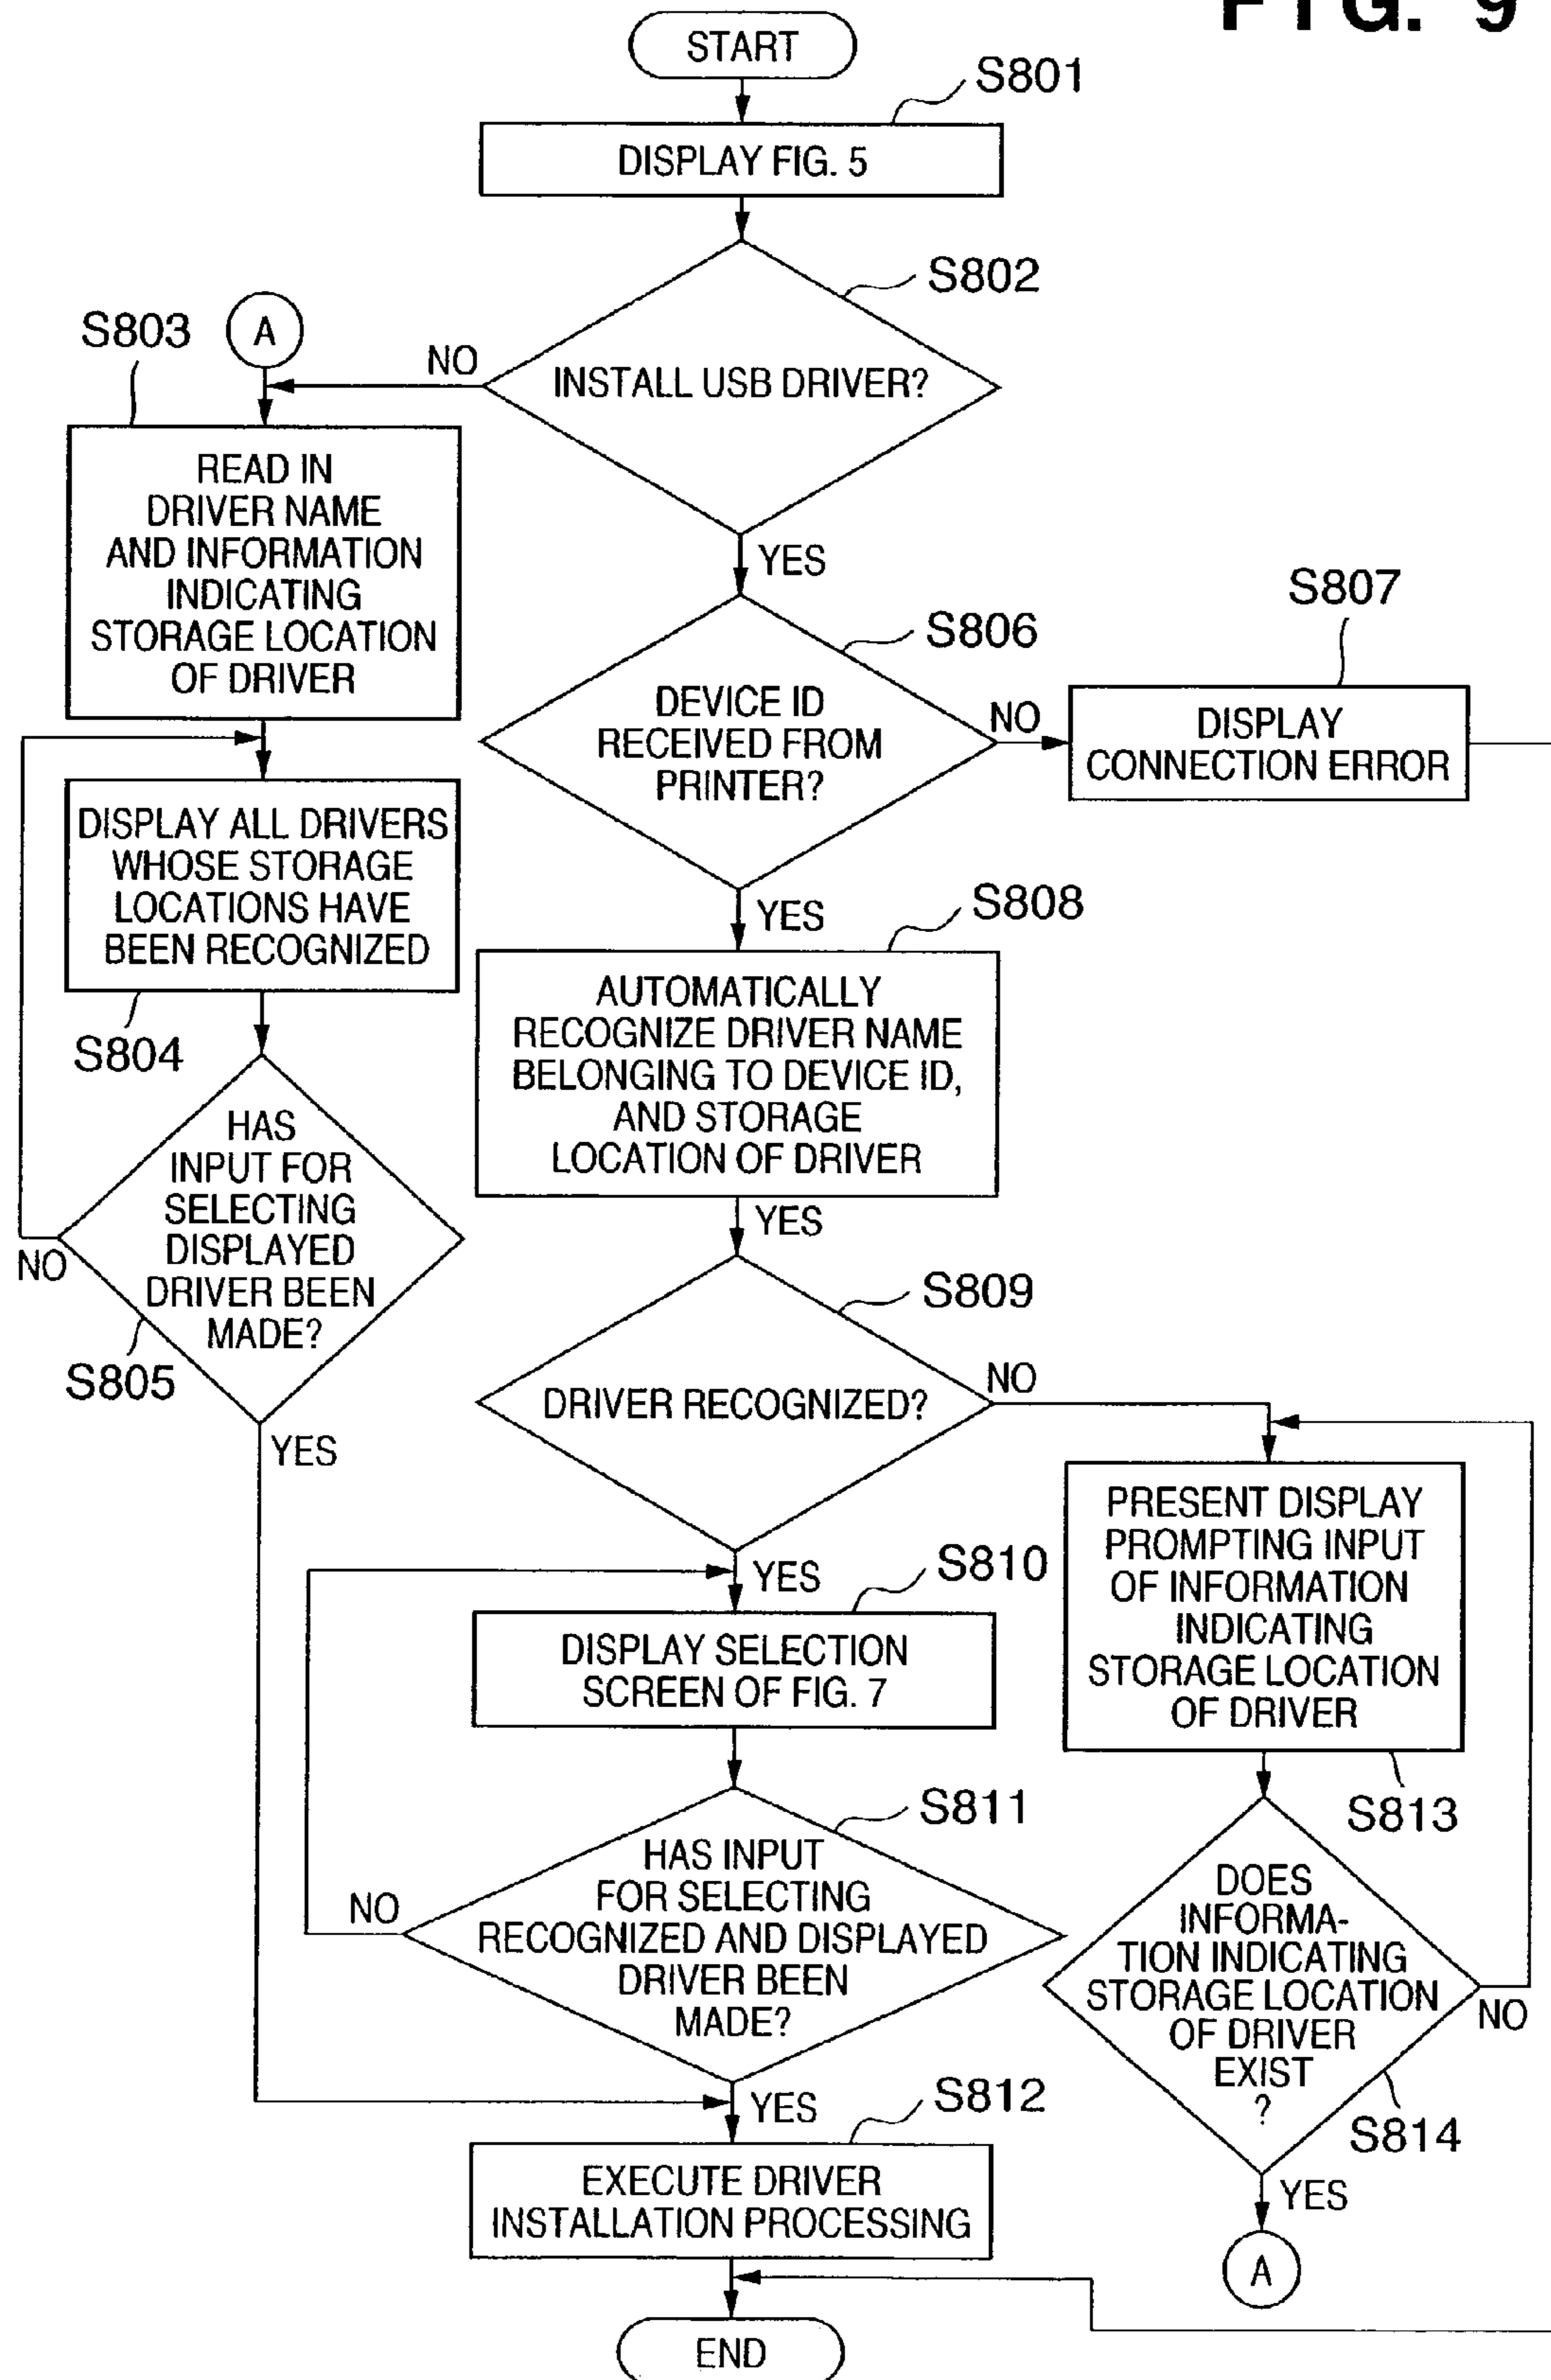 FIG. 9
START
S801
DISPLAY FIG. 5
S802
INSTALL USB DRIVER?
NO
A
S803
READ IN
DRIVER NAME
AND INFORMATION
INDICATING
STORAGE LOCATION
OF DRIVER
YES
S806
DEVICE ID
RECEIVED FROM
PRINTER?
NO
S807
DISPLAY
CONNECTION ERROR
DISPLAY ALL DRIVERS
WHOSE STORAGE
LOCATIONS HAVE
BEEN RECOGNIZED
S804
YES
S808
AUTOMATICALLY
RECOGNIZE DRIVER NAME
BELONGING TO DEVICE ID,
AND STORAGE
LOCATION OF DRIVER
HAS
INPUT FOR
SELECTING
DISPLAYED
DRIVER BEEN
MADE?
NO
S805
YES
YES
S809
DRIVER RECOGNIZED?
NO
YES
S810
DISPLAY SELECTION
SCREEN OF FIG. 7
PRESENT DISPLAY
PROMPTING INPUT
OF INFORMATION
INDICATING
STORAGE LOCATION
OF DRIVER
S813
S811
HAS INPUT
FOR SELECTING
RECOGNIZED AND DISPLAYED
DRIVER BEEN
MADE?
NO
DOES
INFORMA-
TION INDICATING
STORAGE LOCATION
OF DRIVER
EXIST
?
NO
S814
YES
S812
EXECUTE DRIVER
INSTALLATION PROCESSING
YES
A
END